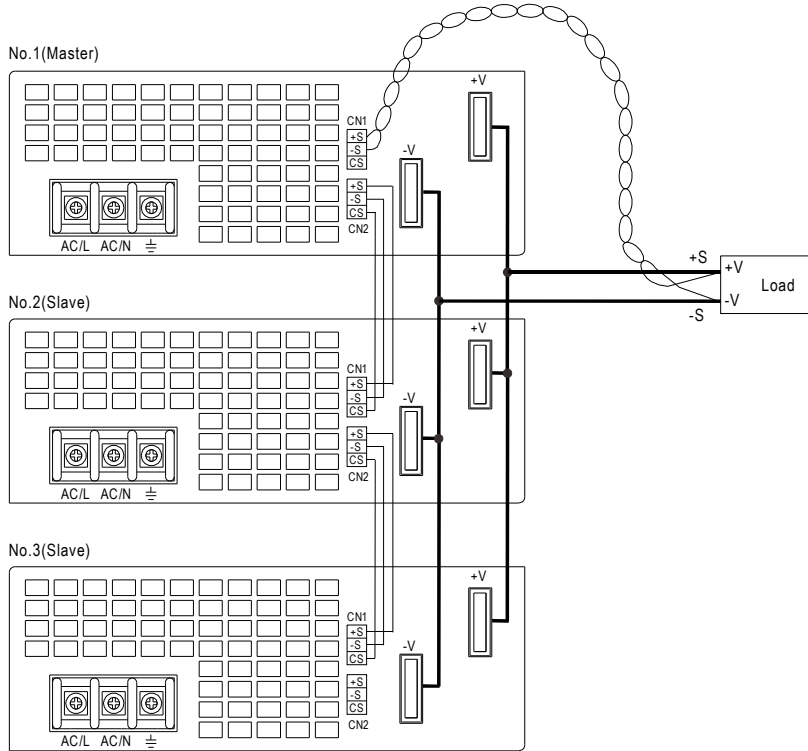 No.1(Master)
+V
CN1
+S
-S
CS
-V
+S
-S
CS
CN2
AC/L AC/N ⏚
+S
+V
Load
-V
-S
No.2(Slave)
+V
CN1
+S
-S
CS
-V
+S
-S
CS
CN2
AC/L AC/N ⏚
No.3(Slave)
+V
CN1
+S
-S
CS
-V
+S
-S
CS
CN2
AC/L AC/N ⏚